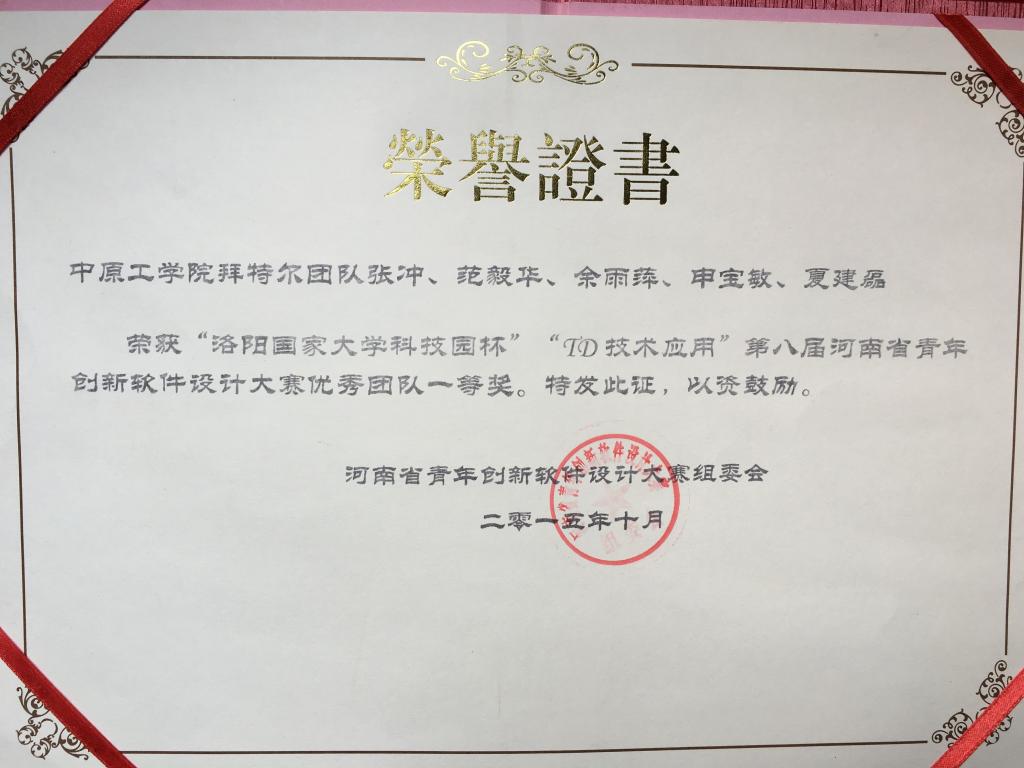 榮譽證書
中原工学院拜特尔团队张冲、范毅华、余雨萍、申宝敏、夏建磊
荣获“洛阳国家大学科技园杯”“TD技术应用”第八届河南省青年
创新软件设计大赛优秀团队一等奖。特发此证，以资鼓励。
河南省青年创新软件设计大赛组委会
二零一五年十月